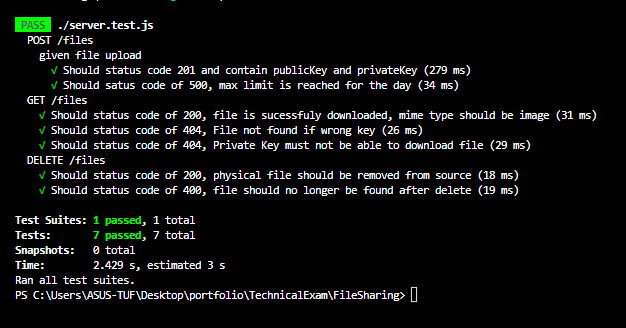 PASS ./server.test.js
POST /files
given file upload
√ Should status code 201 and contain publicKey and privateKey (279 ms)
√ Should satus code of 500, max limit is reached for the day (34 ms)
GET /files
√ Should status code of 200, file is sucessfuly downloaded, mime type should be image (31 ms)
√ Should status code of 404, File not found if wrong key (26 ms)
√ Should status code of 404, Private Key must not be able to download file (29 ms)
DELETE /files
√ Should status code of 200, physical file should be removed from source (18 ms)
√ Should status code of 400, file should no longer be found after delete (19 ms)
Test Suites: 1 passed, 1 total
Tests: 7 passed, 7 total
Snapshots: 0 total
Time: 2.429 s, estimated 3 s
Ran all test suites.
PS C:\Users\ASUS-TUF\Desktop\portfolio\TechnicalExam\FileSharing>